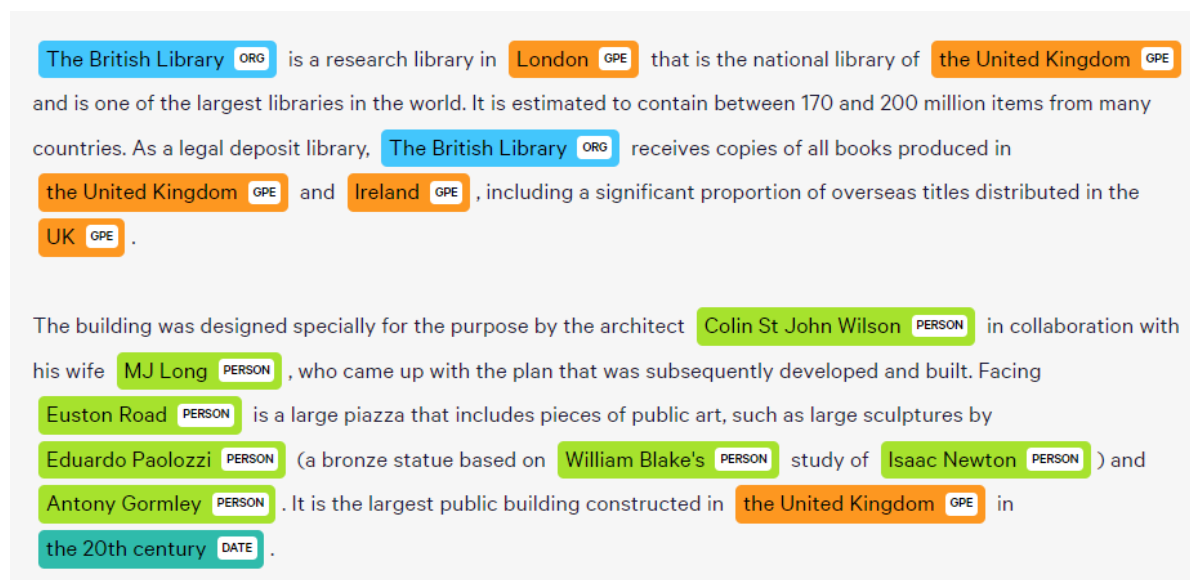 The British Library ORG is a research library in London GPE that is the national library of the United Kingdom GPE
and is one of the largest libraries in the world. It is estimated to contain between 170 and 200 million items from many
countries. As a legal deposit library, The British Library ORG receives copies of all books produced in
the United Kingdom GPE and Ireland GPE , including a significant proportion of overseas titles distributed in the
UK GPE .
The building was designed specially for the purpose by the architect Colin St John Wilson PERSON in collaboration with
his wife MJ Long PERSON , who came up with the plan that was subsequently developed and built. Facing
Euston Road PERSON is a large piazza that includes pieces of public art, such as large sculptures by
Eduardo Paolozzi PERSON (a bronze statue based on William Blake's PERSON study of Isaac Newton PERSON ) and
Antony Gormley PERSON . It is the largest public building constructed in the United Kingdom GPE in
the 20th century DATE .